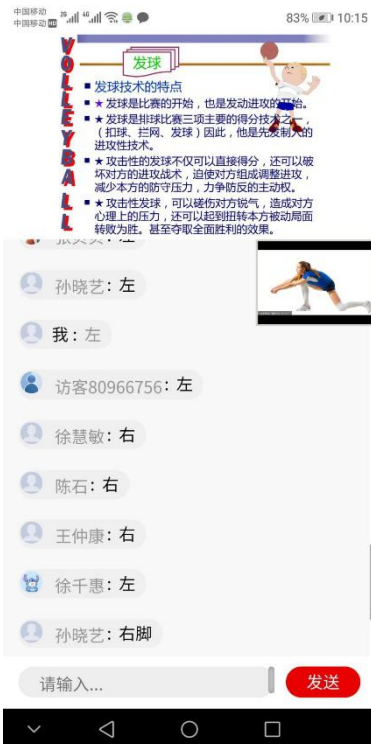 中国移动
中国移动 HD
2G 4G
83% 10:15
VOLLEYBALL
发球
发球技术的特点
★发球是比赛的开始，也是发动进攻的开始。
★发球是排球比赛三项主要的得分技术之一，
（扣球、拦网、发球）因此，他是先发制人的
进攻性技术。
★攻击性的发球不仅可以直接得分，还可以破
坏对方的进攻战术，迫使对方组成调整进攻，
减少本方的防守压力，力争防反的主动权。
★攻击性发球，可以磋伤对方锐气，造成对方
心理上的压力，还可以起到扭转本方被动局面
转败为胜。甚至夺取全面胜利的效果。
孙晓艺：左
我：左
访客80966756：左
徐慧敏：右
陈石：右
王仲康：右
徐千惠：左
孙晓艺：右脚
请输入...
发送